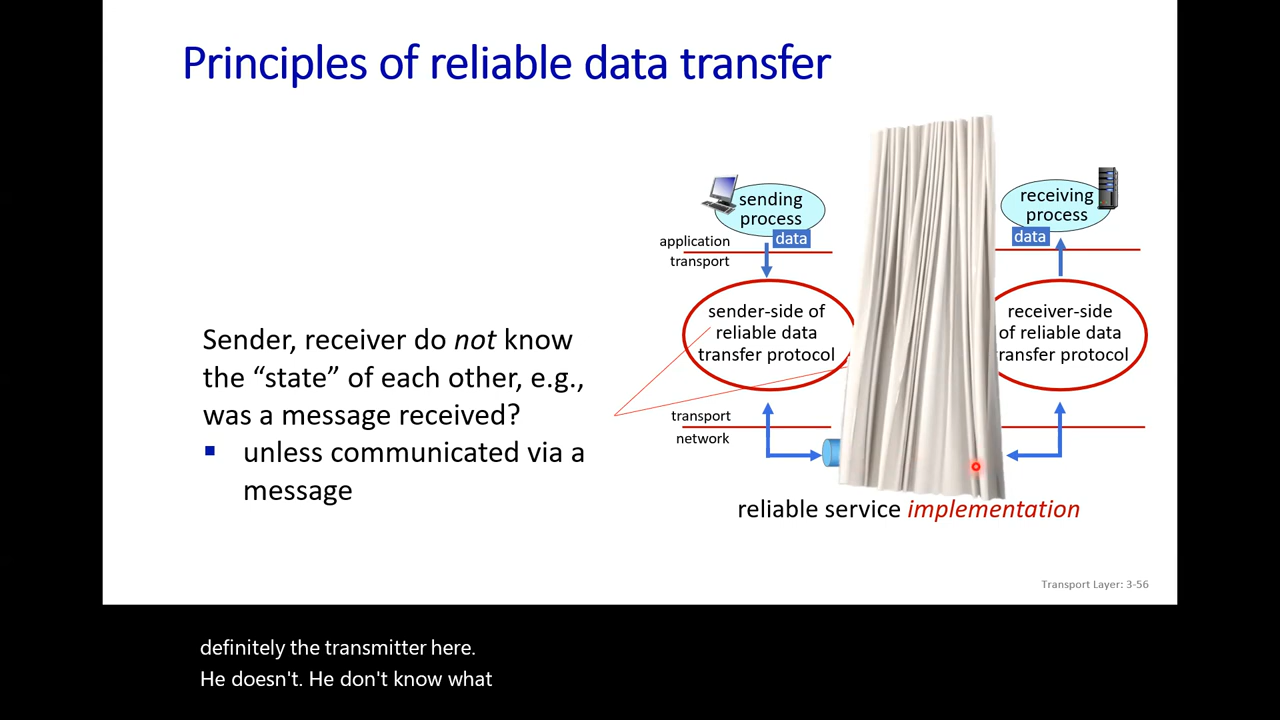 Principles of reliable data transfer
Sender, receiver do not know
the “state” of each other, e.g.,
was a message received?
▪ unless communicated via a
message
sending
process
data
application
transport
sender-side of
reliable data
transfer protocol
transport
network
receiving
process
data
receiver-side
of reliable data
ransfer protocol
reliable service implementation
Transport Layer: 3-56
definitely the transmitter here.
He doesn't. He don't know what